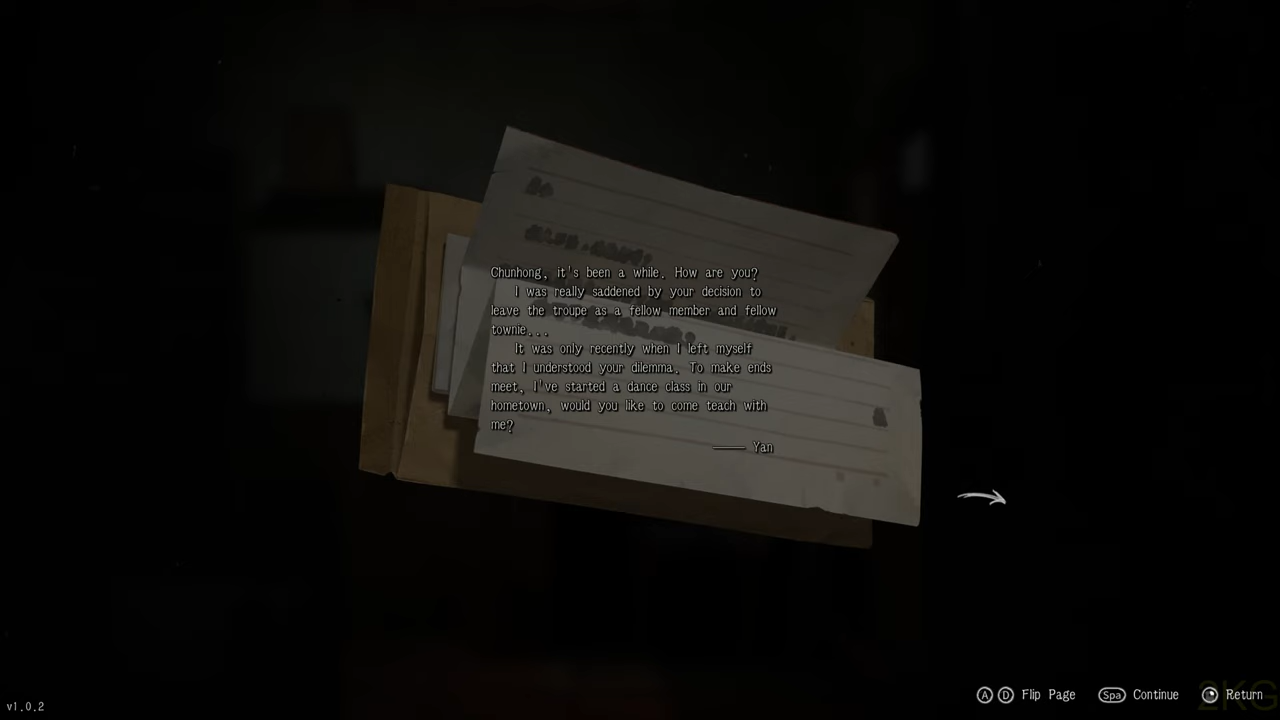 Chunhong, it's been a while. How are you?
I was really saddened by your decision to
leave the troupe as a fellow member and fellow
townie...
It was only recently when I left myself
that I understood your dilemma. To make ends
meet, I've started a dance class in our
hometown, would you like to come teach with
me?
—— Yan
A D Flip Page Spa Continue Return
2KG
v1.0.2